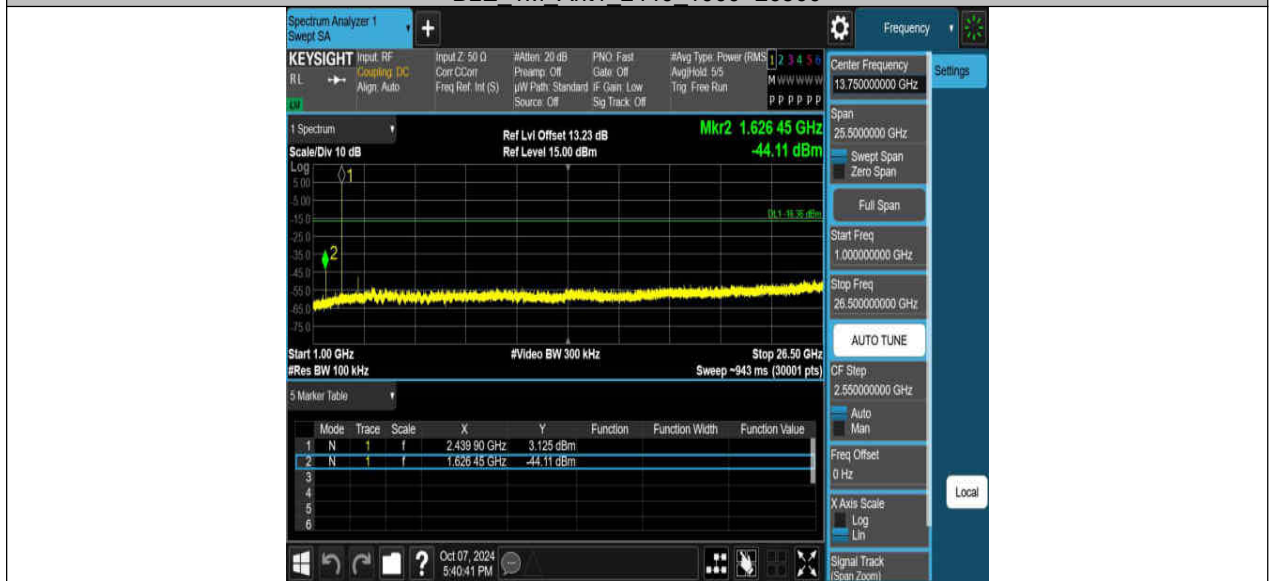 Spectrum Analyzer 1
Swept SA
+
Frequency
KEYSIGHT
RL
Input: RF
Coupling: DC
Align: Auto
Input Z: 50 Ω
Corr CCorr
Freq Ref: Int (S)
#Atten: 20 dB
Preamp: Off
µW Path: Standard
Source: Off
PNO: Fast
Gate: Off
IF Gain: Low
Sig Track: Off
#Avg Type: Power (RMS
Avg|Hold: 5/5
Trig: Free Run
1 2 3 4 5 6
M W W W W W
P P P P P P
1 Spectrum
Scale/Div 10 dB
Ref Lvl Offset 13.23 dB
Ref Level 15.00 dBm
Mkr2 1.626 45 GHz
-44.11 dBm
Log
5.00
-5.00
-15.0
-25.0
-35.0
-45.0
-55.0
-65.0
-75.0
1
2
DL1 -16.36 dBm
Start 1.00 GHz
#Res BW 100 kHz
#Video BW 300 kHz
Stop 26.50 GHz
Sweep ~943 ms (30001 pts)
5 Marker Table
Mode Trace Scale X Y Function Function Width Function Value
1 N 1 f 2.439 90 GHz 3.125 dBm
2 N 1 f 1.626 45 GHz -44.11 dBm
3
4
5
6
?
Oct 07, 2024
5:40:41 PM
Center Frequency
13.750000000 GHz
Settings
Span
25.5000000 GHz
Swept Span
Zero Span
Full Span
Start Freq
1.000000000 GHz
Stop Freq
26.500000000 GHz
AUTO TUNE
CF Step
2.550000000 GHz
Auto
Man
Freq Offset
0 Hz
X Axis Scale
Log
Lin
Local
Signal Track
(Span Zoom)